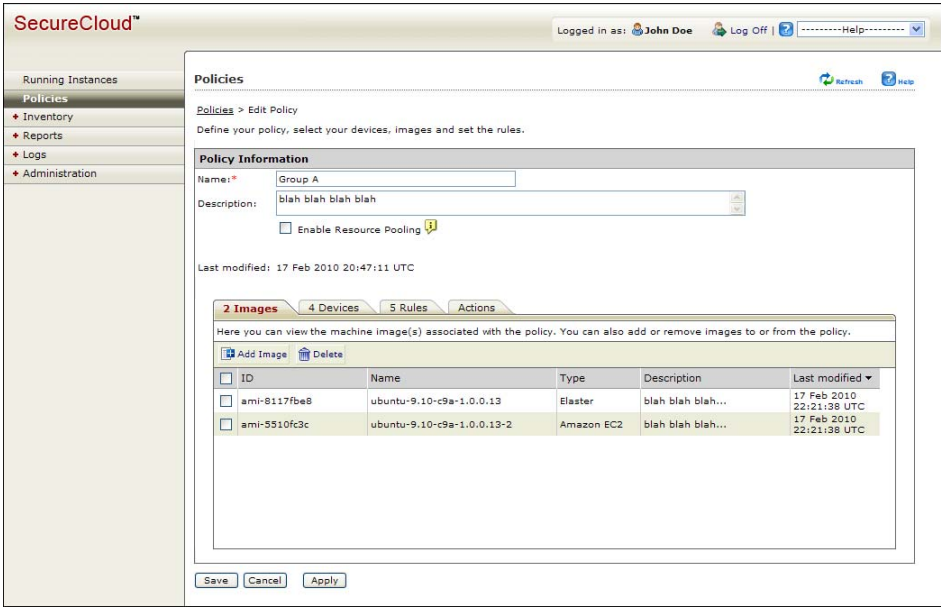 SecureCloud™
Logged in as: John Doe Log Off | ---------Help---------
Running Instances
Policies
Inventory
Reports
Logs
Administration
Policies
Refresh Help
Policies > Edit Policy
Define your policy, select your devices, images and set the rules.
Policy Information
Name:* Group A
Description: blah blah blah blah
Enable Resource Pooling
Last modified: 17 Feb 2010 20:47:11 UTC
2 Images 4 Devices 5 Rules Actions
Here you can view the machine image(s) associated with the policy. You can also add or remove images to or from the policy.
Add Image Delete
ID Name Type Description Last modified
ami-8117fbe8 ubuntu-9.10-c9a-1.0.0.13 Elaster blah blah blah... 17 Feb 2010
22:21:38 UTC
ami-5510fc3c ubuntu-9.10-c9a-1.0.0.13-2 Amazon EC2 blah blah blah... 17 Feb 2010
22:21:38 UTC
Save Cancel Apply